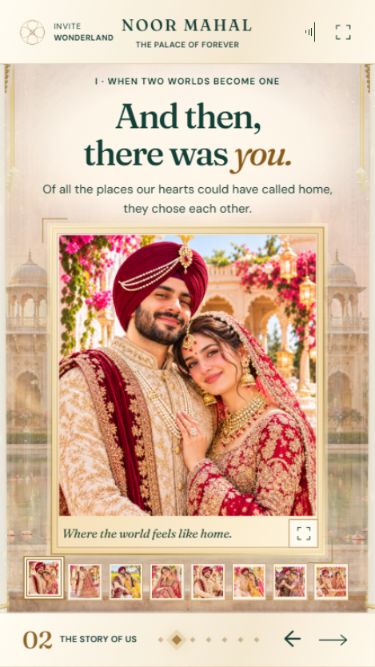 INVITE
WONDERLAND
NOOR MAHAL
THE PALACE OF FOREVER
I · WHEN TWO WORLDS BECOME ONE
And then,
there was you.
Of all the places our hearts could have called home,
they chose each other.
Where the world feels like home.
02 THE STORY OF US